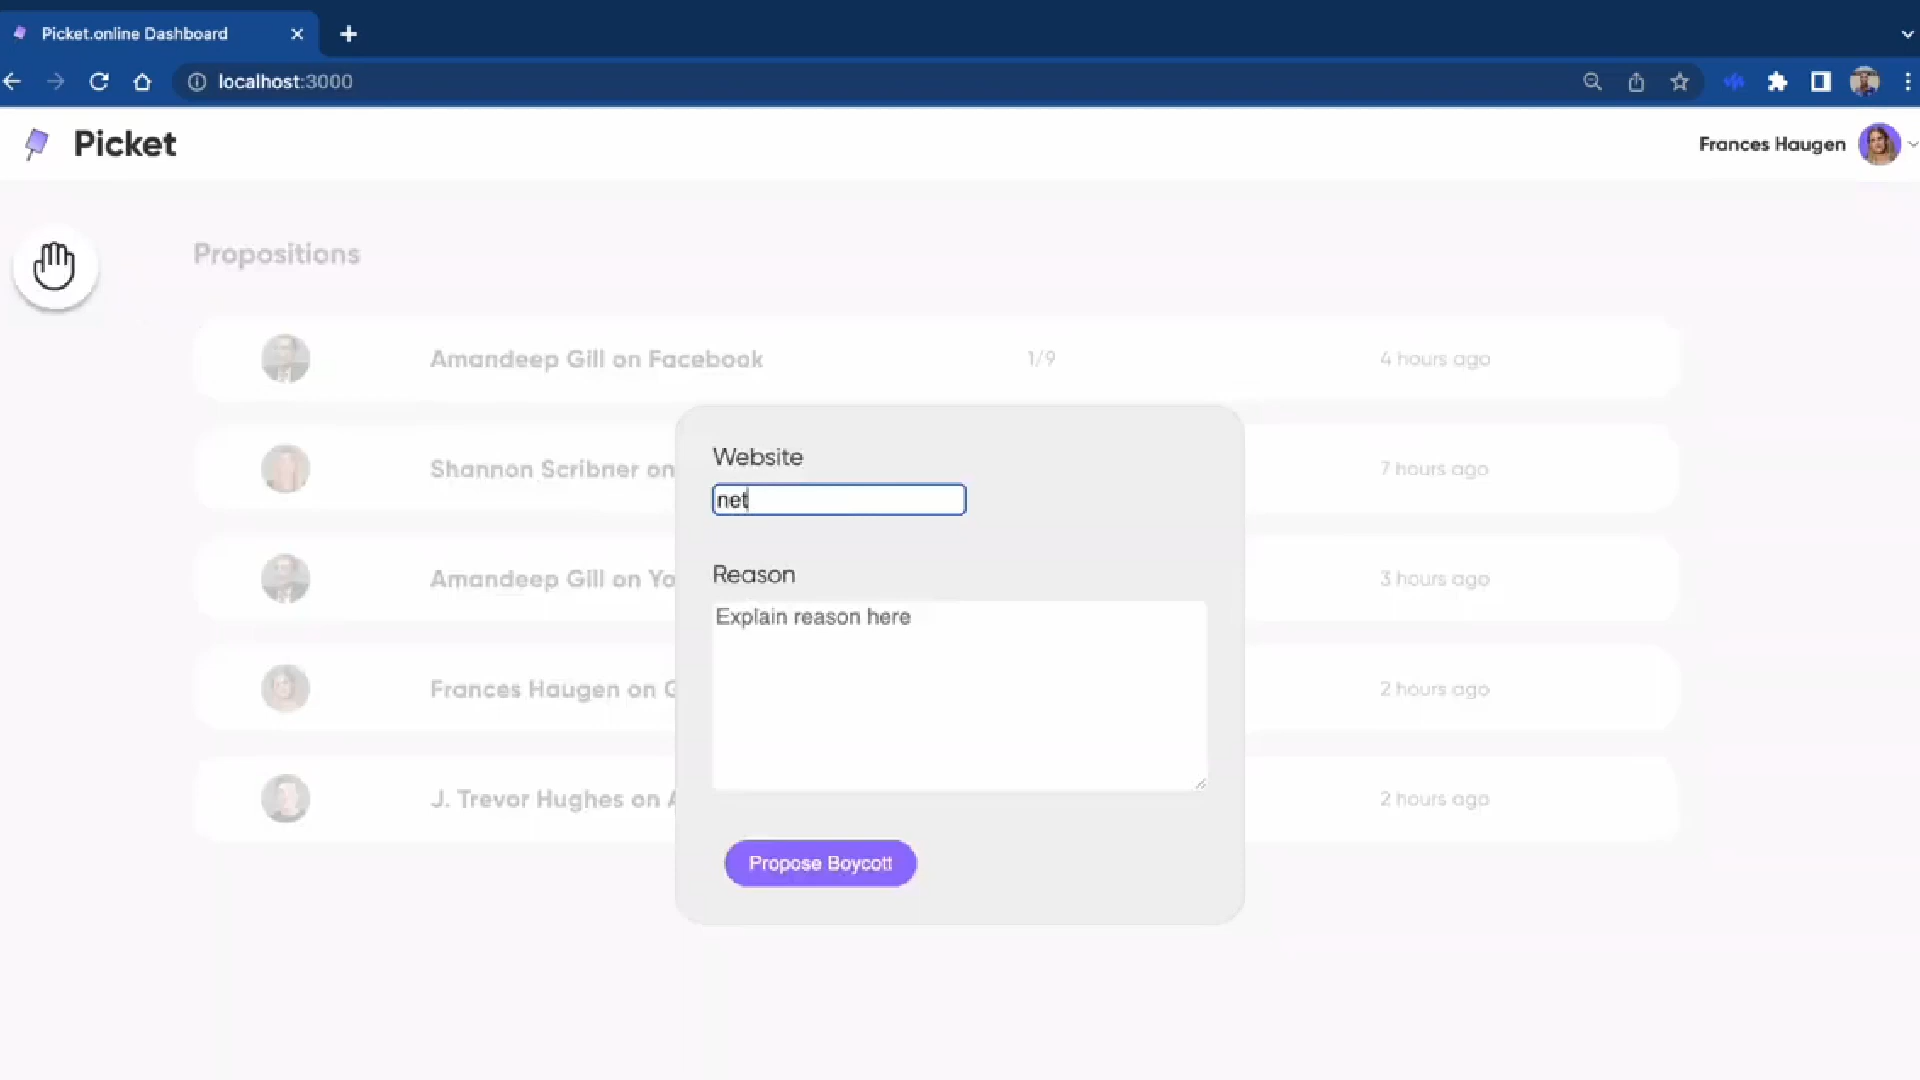 Picket.online Dashboard
localhost:3000
Picket
Frances Haugen
Propositions
Amandeep Gill on Facebook 1/9 4 hours ago
Website
net
Shannon Scribner on 7 hours ago
Reason
Explain reason here
Amandeep Gill on Yo 3 hours ago
Frances Haugen on G 2 hours ago
J. Trevor Hughes on A 2 hours ago
Propose Boycott